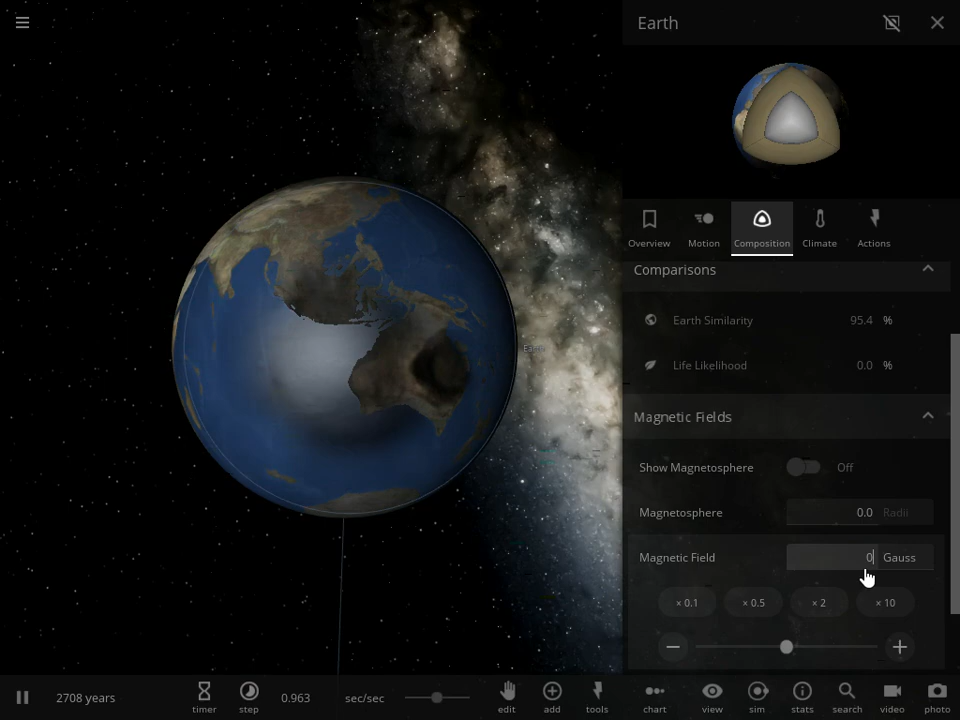 Earth
Overview Motion Composition Climate Actions
Comparisons
Earth Similarity 95.4 %
Life Likelihood 0.0 %
Earth
Magnetic Fields
Show Magnetosphere Off
Magnetosphere 0.0 Radii
Magnetic Field 0 Gauss
× 0.1 × 0.5 × 2 × 10
2708 years
timer step 0.963 sec/sec edit add tools chart view sim stats search video photo